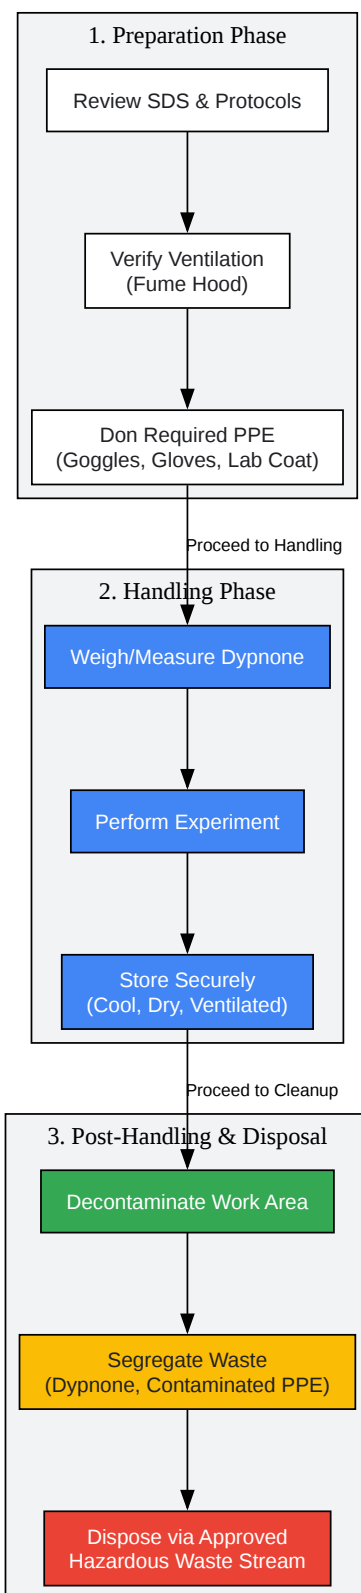 1. Preparation Phase
Review SDS & Protocols
Verify Ventilation
(Fume Hood)
Don Required PPE
(Goggles, Gloves, Lab Coat)
Proceed to Handling
2. Handling Phase
Weigh/Measure Dypnone
Perform Experiment
Store Securely
(Cool, Dry, Ventilated)
Proceed to Cleanup
3. Post-Handling & Disposal
Decontaminate Work Area
Segregate Waste
(Dypnone, Contaminated PPE)
Dispose via Approved
Hazardous Waste Stream